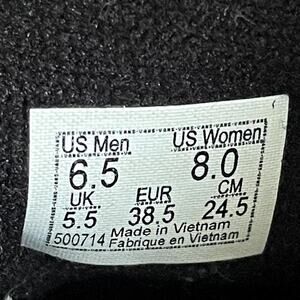 US Men US Women
6.5 8.0
UK EUR CM
5.5 38.5 24.5
Made in Vietnam
500714 Fabrique en Vietnam